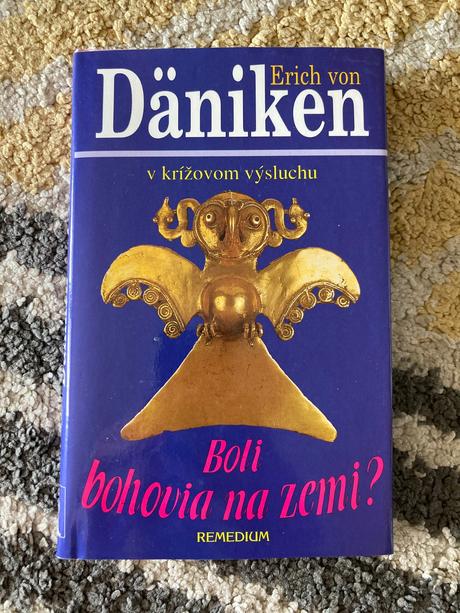 Erich von
Däniken
v krížovom výsluchu
Boli
bohovia na zemi?
REMEDIUM